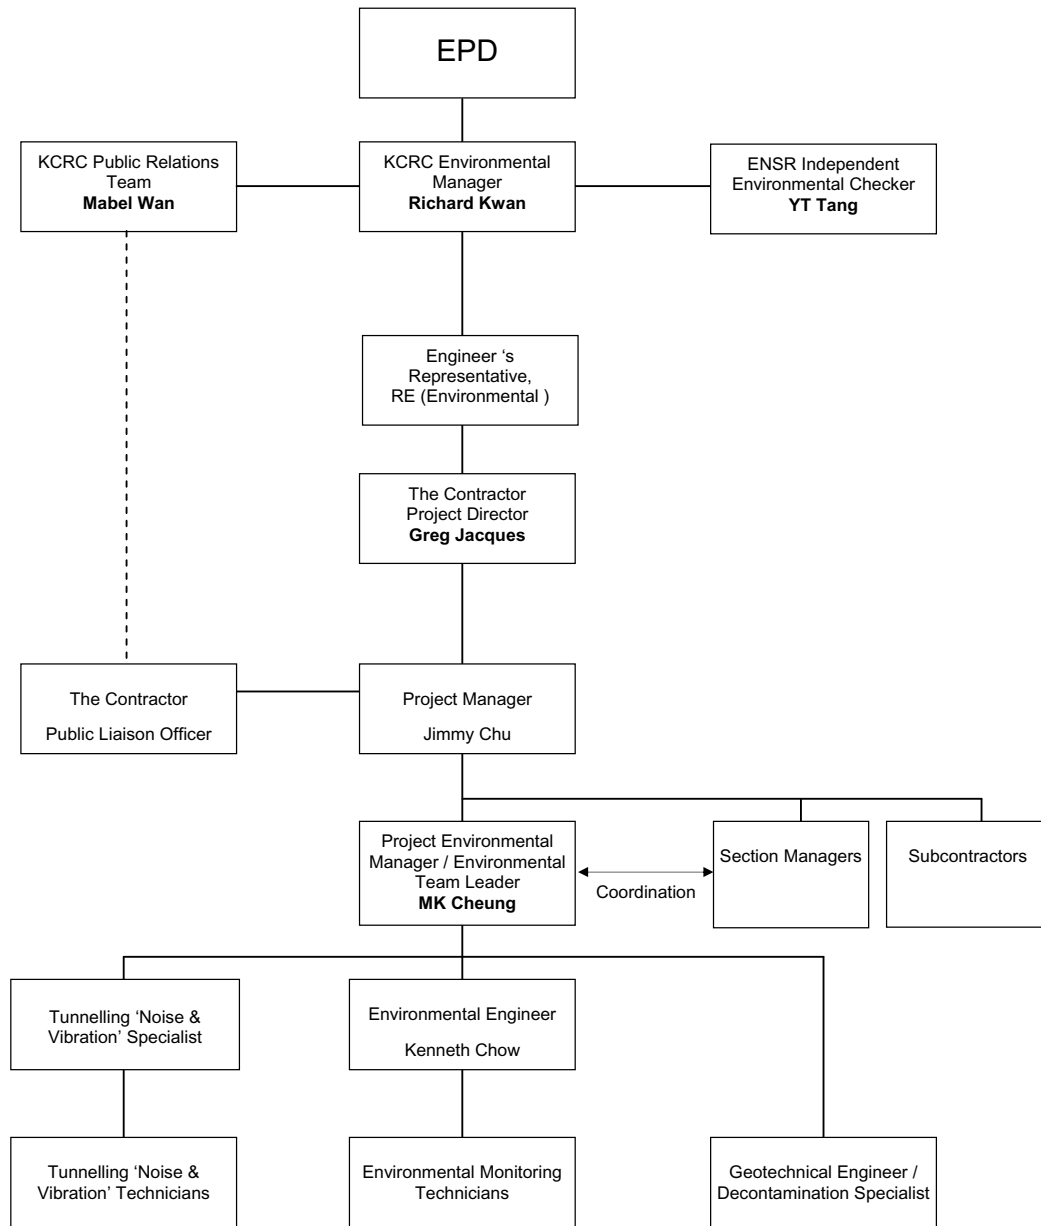 EPD
KCRC Public Relations
Team
Mabel Wan
KCRC Environmental
Manager
Richard Kwan
ENSR Independent
Environmental Checker
YT Tang
Engineer ‘s
Representative,
RE (Environmental )
The Contractor
Project Director
Greg Jacques
The Contractor
Public Liaison Officer
Project Manager
Jimmy Chu
Project Environmental
Manager / Environmental
Team Leader
MK Cheung
Coordination
Section Managers
Subcontractors
Tunnelling ‘Noise &
Vibration’ Specialist
Environmental Engineer
Kenneth Chow
Tunnelling ‘Noise &
Vibration’ Technicians
Environmental Monitoring
Technicians
Geotechnical Engineer /
Decontamination Specialist